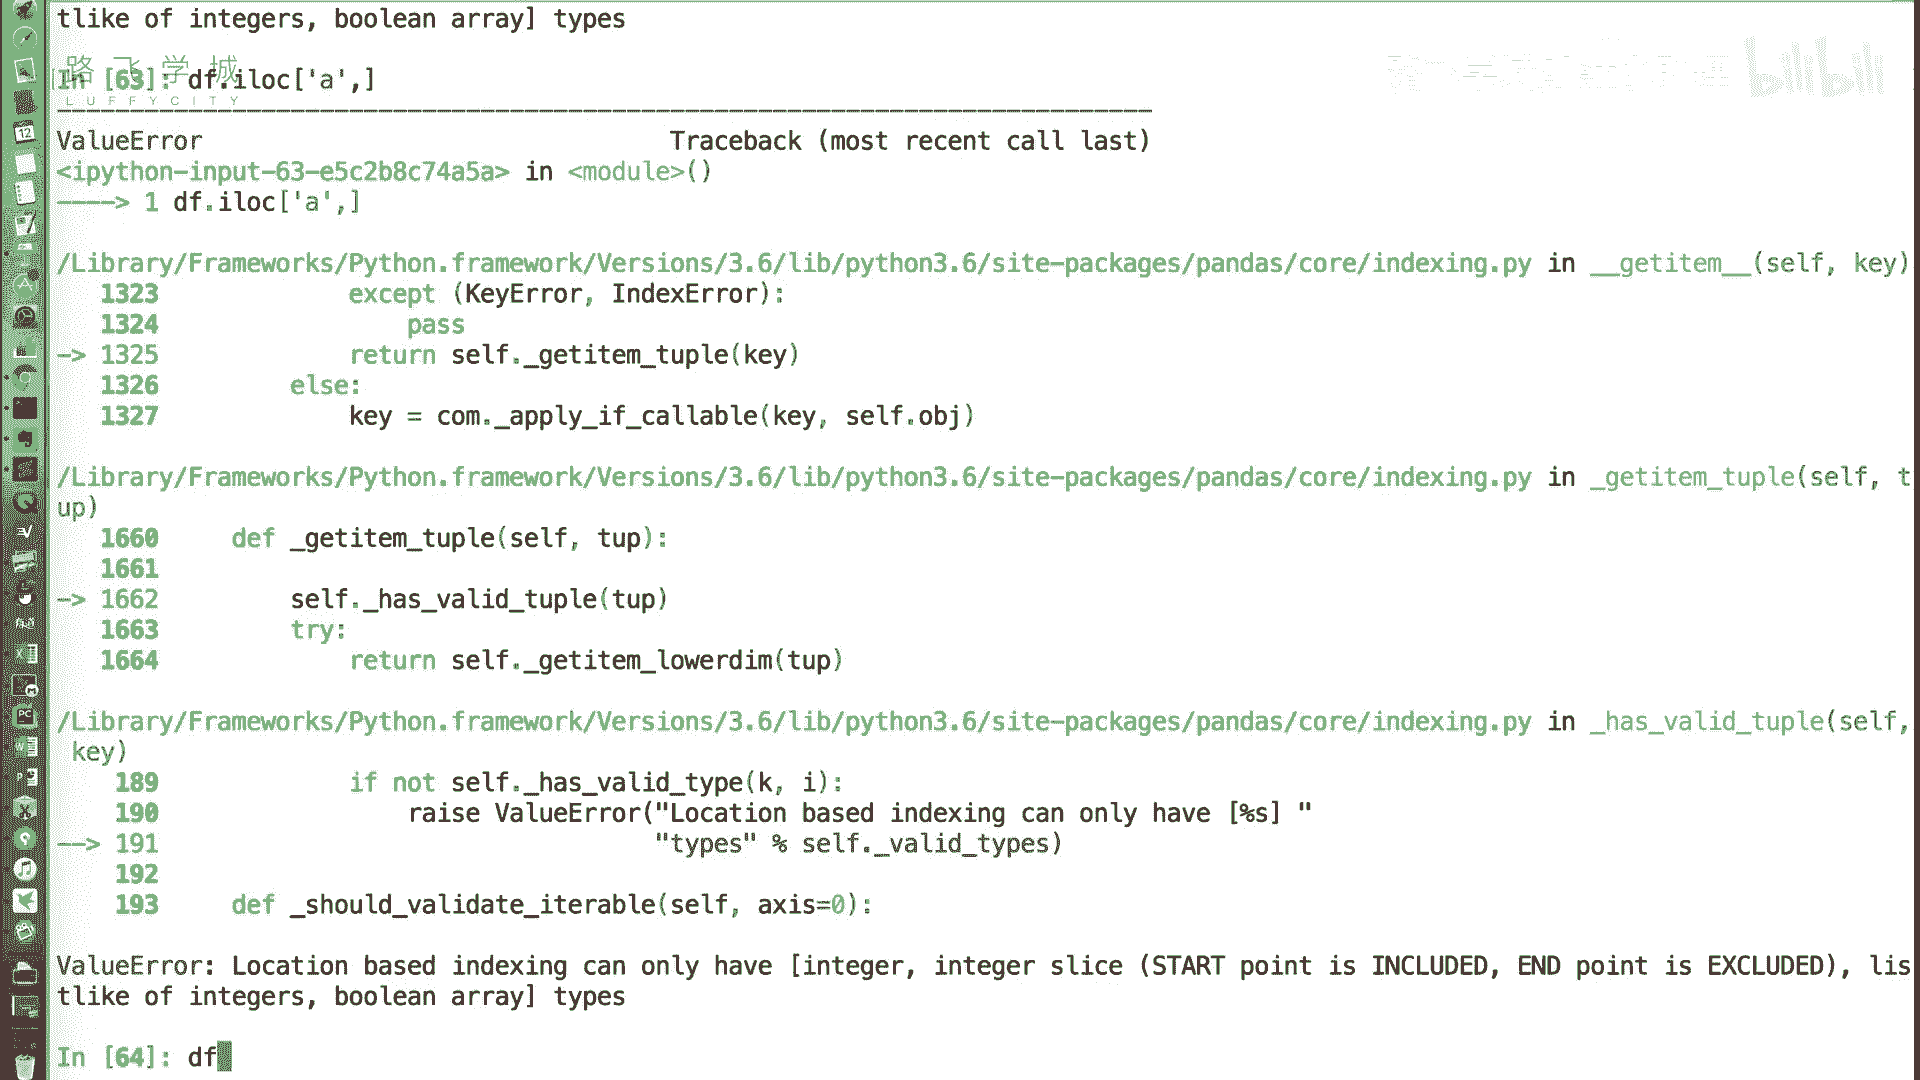 tlike of integers, boolean array] types
路飞学城
In [63]: df.iloc['a',]
LUFFYCITY
bilibili
---------------------------------------------------------------------------
ValueError                                Traceback (most recent call last)
<ipython-input-63-e5c2b8c74a5a> in <module>()
----> 1 df.iloc['a',]
/Library/Frameworks/Python.framework/Versions/3.6/lib/python3.6/site-packages/pandas/core/indexing.py in __getitem__(self, key)
   1323             except (KeyError, IndexError):
   1324                 pass
-> 1325             return self._getitem_tuple(key)
   1326         else:
   1327             key = com._apply_if_callable(key, self.obj)
/Library/Frameworks/Python.framework/Versions/3.6/lib/python3.6/site-packages/pandas/core/indexing.py in _getitem_tuple(self, t
up)
   1660     def _getitem_tuple(self, tup):
   1661
-> 1662         self._has_valid_tuple(tup)
   1663         try:
   1664             return self._getitem_lowerdim(tup)
/Library/Frameworks/Python.framework/Versions/3.6/lib/python3.6/site-packages/pandas/core/indexing.py in _has_valid_tuple(self,
 key)
    189             if not self._has_valid_type(k, i):
    190                 raise ValueError("Location based indexing can only have [%s] "
--> 191                                  "types" % self._valid_types)
    192
    193     def _should_validate_iterable(self, axis=0):
ValueError: Location based indexing can only have [integer, integer slice (START point is INCLUDED, END point is EXCLUDED), lis
tlike of integers, boolean array] types
In [64]: df